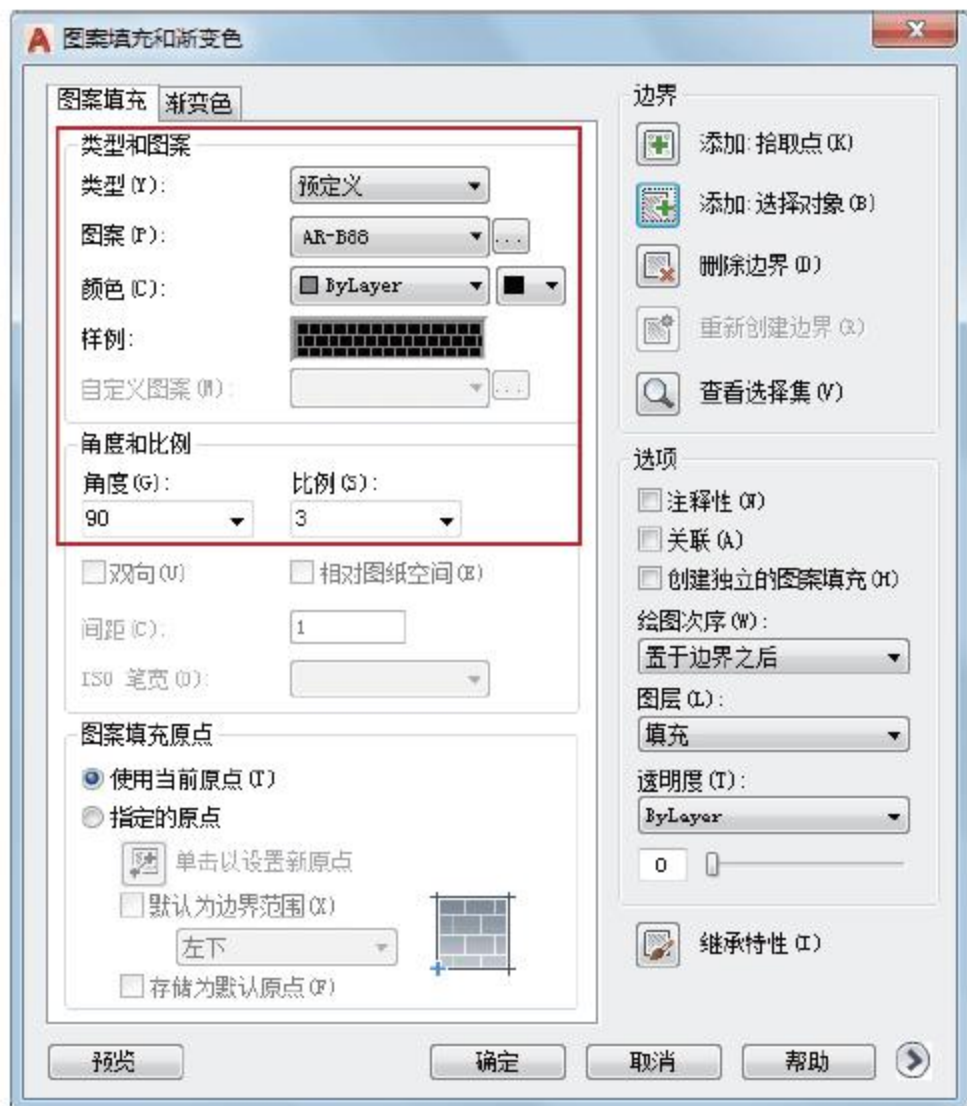 图案填充和渐变色
图案填充 渐变色
类型和图案
类型(Y):
预定义
图案(P):
AR-B88
...
颜色(C):
ByLayer
样例:
自定义图案(M):
...
角度和比例
角度(G):
比例(S):
90
3
双向(U)
相对图纸空间(E)
间距(C):
1
ISO 笔宽(O):
图案填充原点
使用当前原点(T)
指定的原点
单击以设置新原点
默认为边界范围(X)
左下
存储为默认原点(F)
边界
添加:拾取点(K)
添加:选择对象(B)
删除边界(D)
重新创建边界(R)
查看选择集(V)
选项
注释性(N)
关联(A)
创建独立的图案填充(H)
绘图次序(W):
置于边界之后
图层(L):
填充
透明度(T):
ByLayer
0
继承特性(I)
预览
确定
取消
帮助